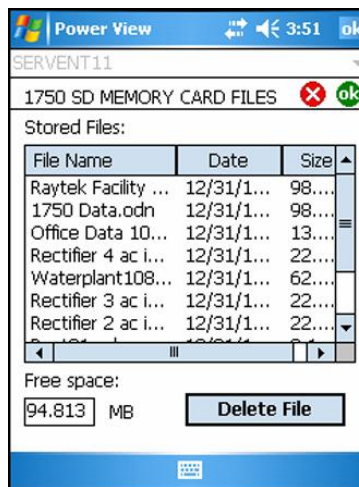 Power View 3:51 ok
SERVENT11
1750 SD MEMORY CARD FILES ok
Stored Files:
File Name Date Size
Raytek Facility ... 12/31/1... 98....
1750 Data.odn 12/31/1... 98....
Office Data 10... 12/31/1... 13....
Rectifier 4 ac i... 12/31/1... 22....
Waterplant108... 12/31/1... 62....
Rectifier 3 ac i... 12/31/1... 22....
Rectifier 2 ac i... 12/31/1... 22....
Free space:
94.813 MB Delete File